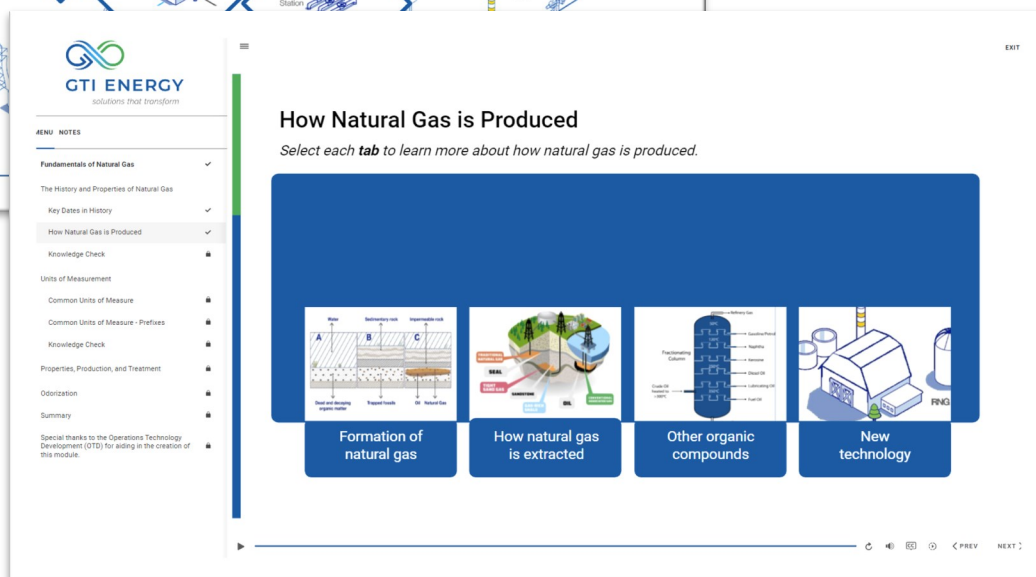 Station
EXIT
GTI ENERGY
solutions that transform
MENU NOTES
Fundamentals of Natural Gas
The History and Properties of Natural Gas
Key Dates in History
How Natural Gas is Produced
Knowledge Check
Units of Measurement
Common Units of Measure
Common Units of Measure - Prefixes
Knowledge Check
Properties, Production, and Treatment
Odorization
Summary
Special thanks to the Operations Technology
Development (OTD) for aiding in the creation of
this module.
How Natural Gas is Produced
Select each tab to learn more about how natural gas is produced.
Water Sedimentary rock Impermeable rock
A B C
Dead and decaying
organic matter
Trapped fossils
Oil Natural Gas
Formation of
natural gas
SEAL
SANDSTONE
OIL
How natural gas
is extracted
Refinery Gas
Gasoline/Petrol
Naphtha
Fractionating
Column
Kerosene
Diesel Oil
Crude Oil
heated to
Lubricating Oil
Fuel Oil
Other organic
compounds
RNG
New
technology
PREV
NEXT